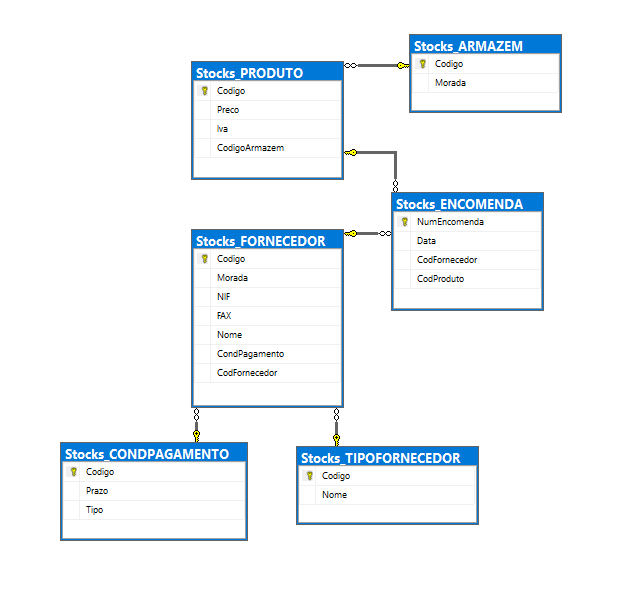 Stocks_ARMAZEM
Codigo
Morada
Stocks_PRODUTO
Codigo
Preco
Iva
CodigoArmazem
Stocks_ENCOMENDA
NumEncomenda
Data
CodFornecedor
CodProduto
Stocks_FORNECEDOR
Codigo
Morada
NIF
FAX
Nome
CondPagamento
CodFornecedor
Stocks_CONDPAGAMENTO
Codigo
Prazo
Tipo
Stocks_TIPOFORNECEDOR
Codigo
Nome